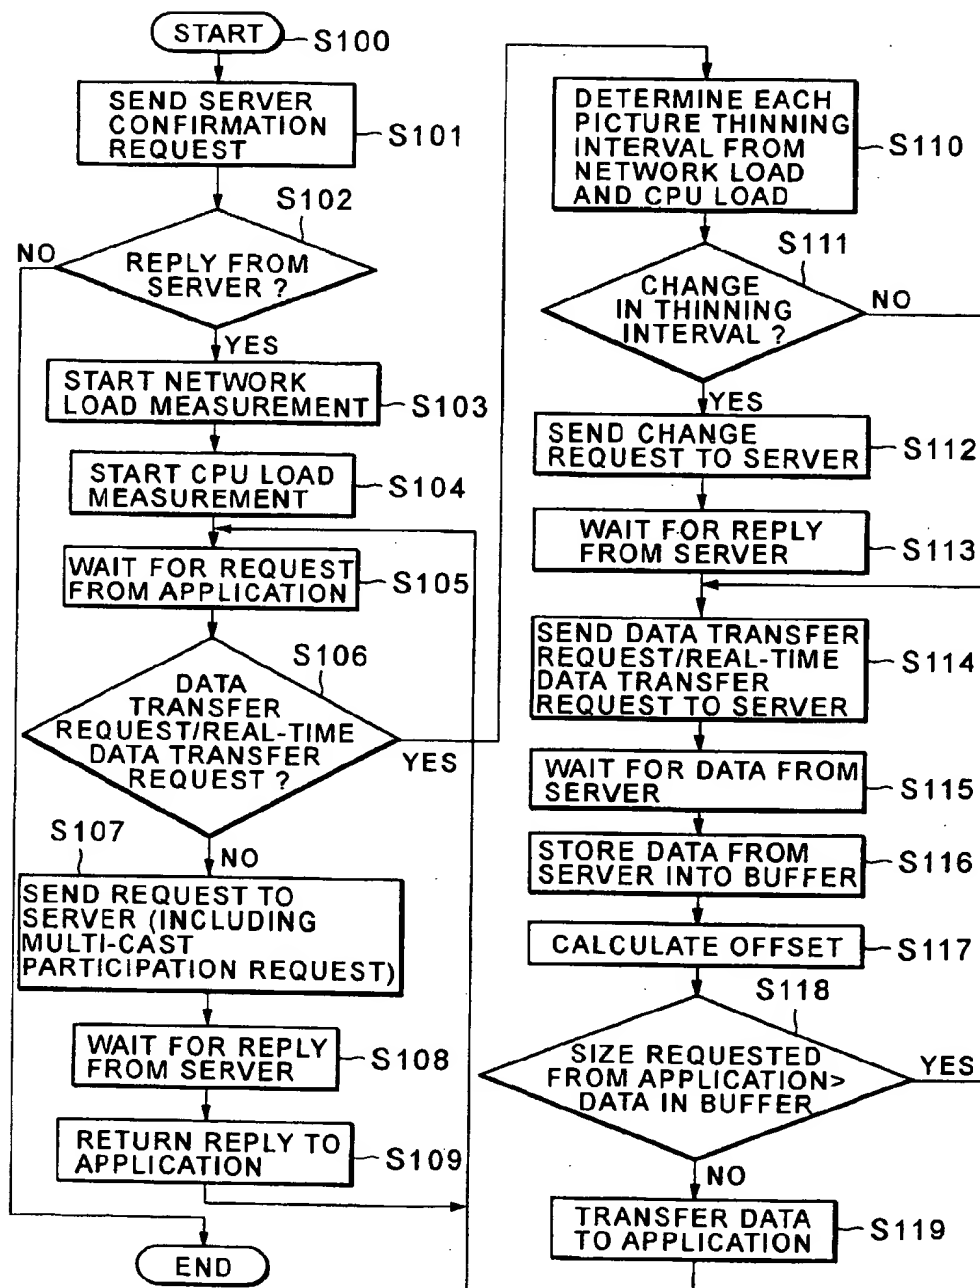 START
S100
SEND SERVER
CONFIRMATION
REQUEST
S101
S102
NO
REPLY FROM
SERVER ?
YES
START NETWORK
LOAD MEASUREMENT
S103
START CPU LOAD
MEASUREMENT
S104
WAIT FOR REQUEST
FROM APPLICATION
S105
S106
DATA
TRANSFER
REQUEST/REAL-TIME
DATA TRANSFER
REQUEST ?
YES
S107
NO
SEND REQUEST TO
SERVER (INCLUDING
MULTI-CAST
PARTICIPATION REQUEST)
WAIT FOR REPLY
FROM SERVER
S108
RETURN REPLY TO
APPLICATION
S109
END
DETERMINE EACH
PICTURE THINNING
INTERVAL FROM
NETWORK LOAD
AND CPU LOAD
S110
S111
CHANGE
IN THINNING
INTERVAL ?
NO
YES
SEND CHANGE
REQUEST TO SERVER
S112
WAIT FOR REPLY
FROM SERVER
S113
SEND DATA TRANSFER
REQUEST/REAL-TIME
DATA TRANSFER
REQUEST TO SERVER
S114
WAIT FOR DATA FROM
SERVER
S115
STORE DATA FROM
SERVER INTO BUFFER
S116
CALCULATE OFFSET
S117
S118
SIZE REQUESTED
FROM APPLICATION>
DATA IN BUFFER
YES
NO
TRANSFER DATA
TO APPLICATION
S119